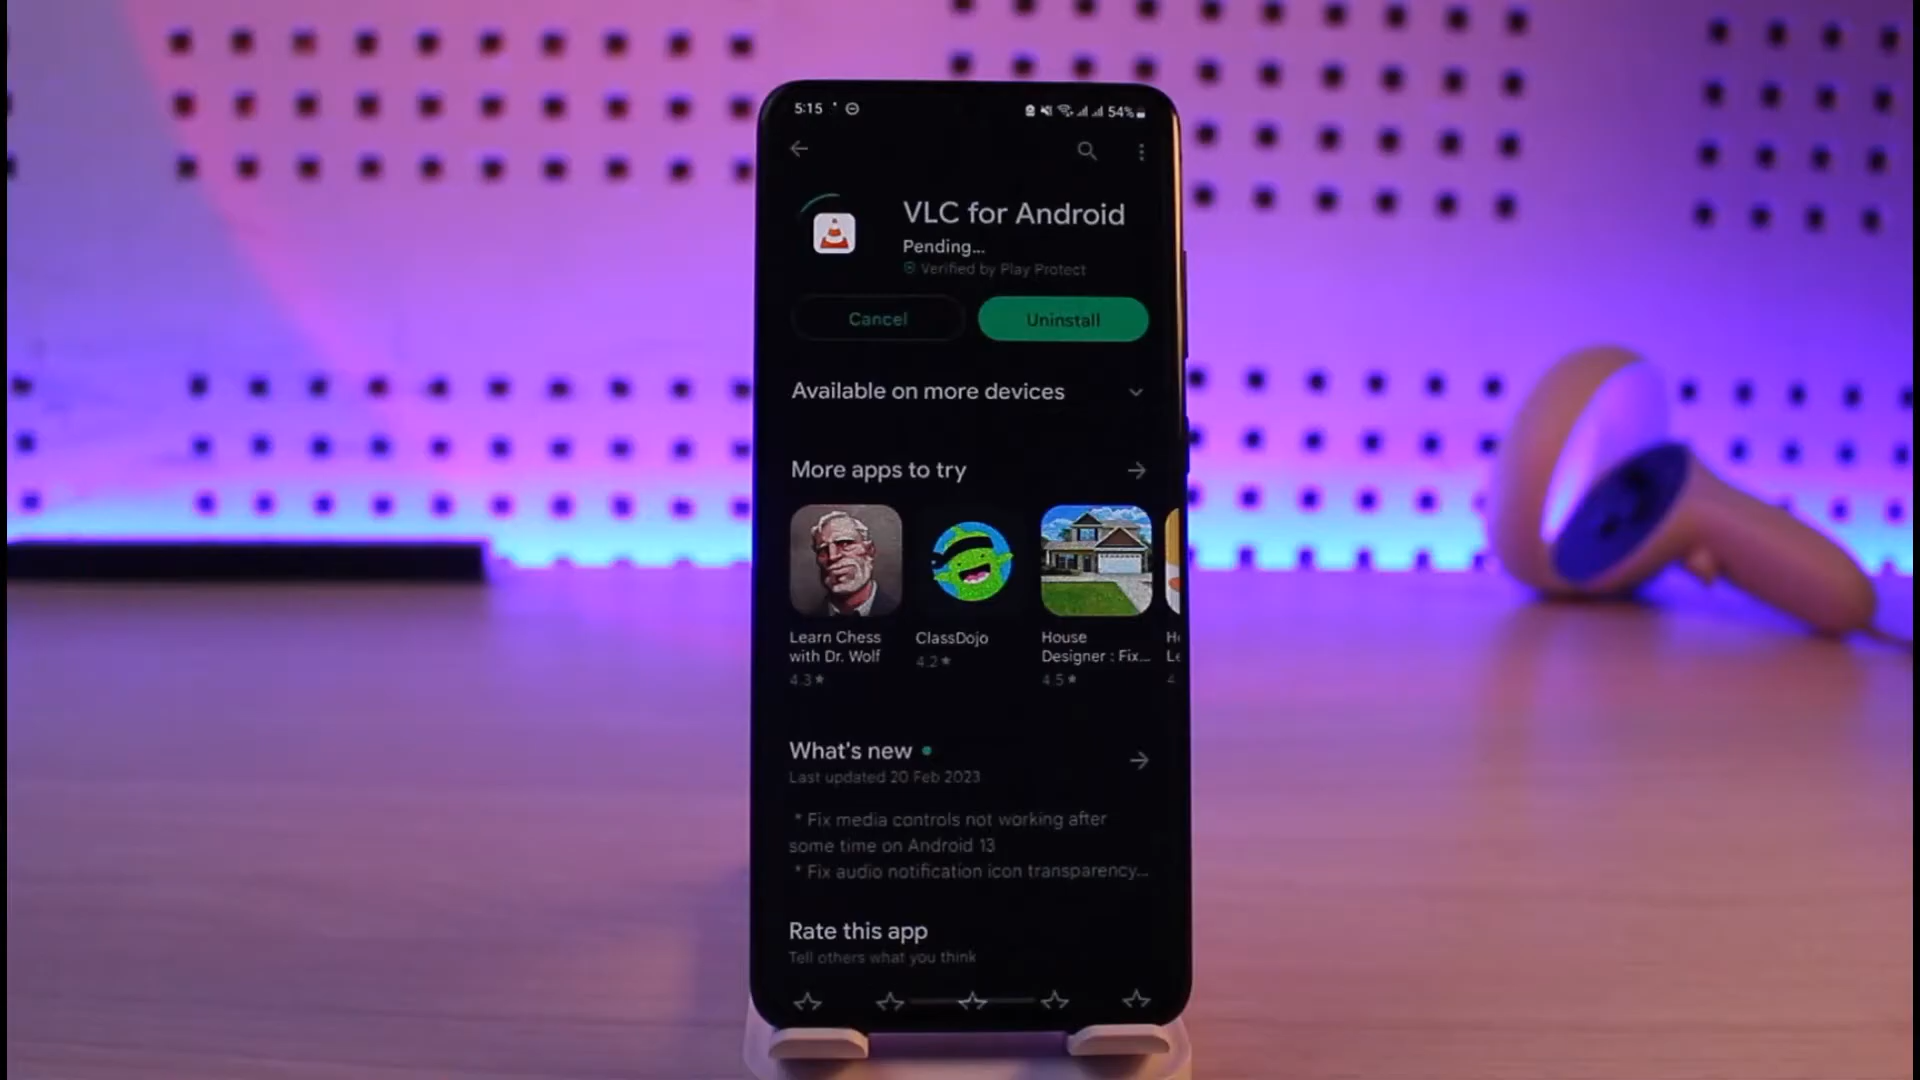 5:15
54%
VLC for Android
Pending...
Verified by Play Protect
Cancel
Uninstall
Available on more devices
More apps to try
Learn Chess
with Dr. Wolf
4.3★
ClassDojo
4.2★
House
Designer : Fix...
4.5★
4
What's new
Last updated 20 Feb 2023
* Fix media controls not working after
some time on Android 13
* Fix audio notification icon transparency...
Rate this app
Tell others what you think